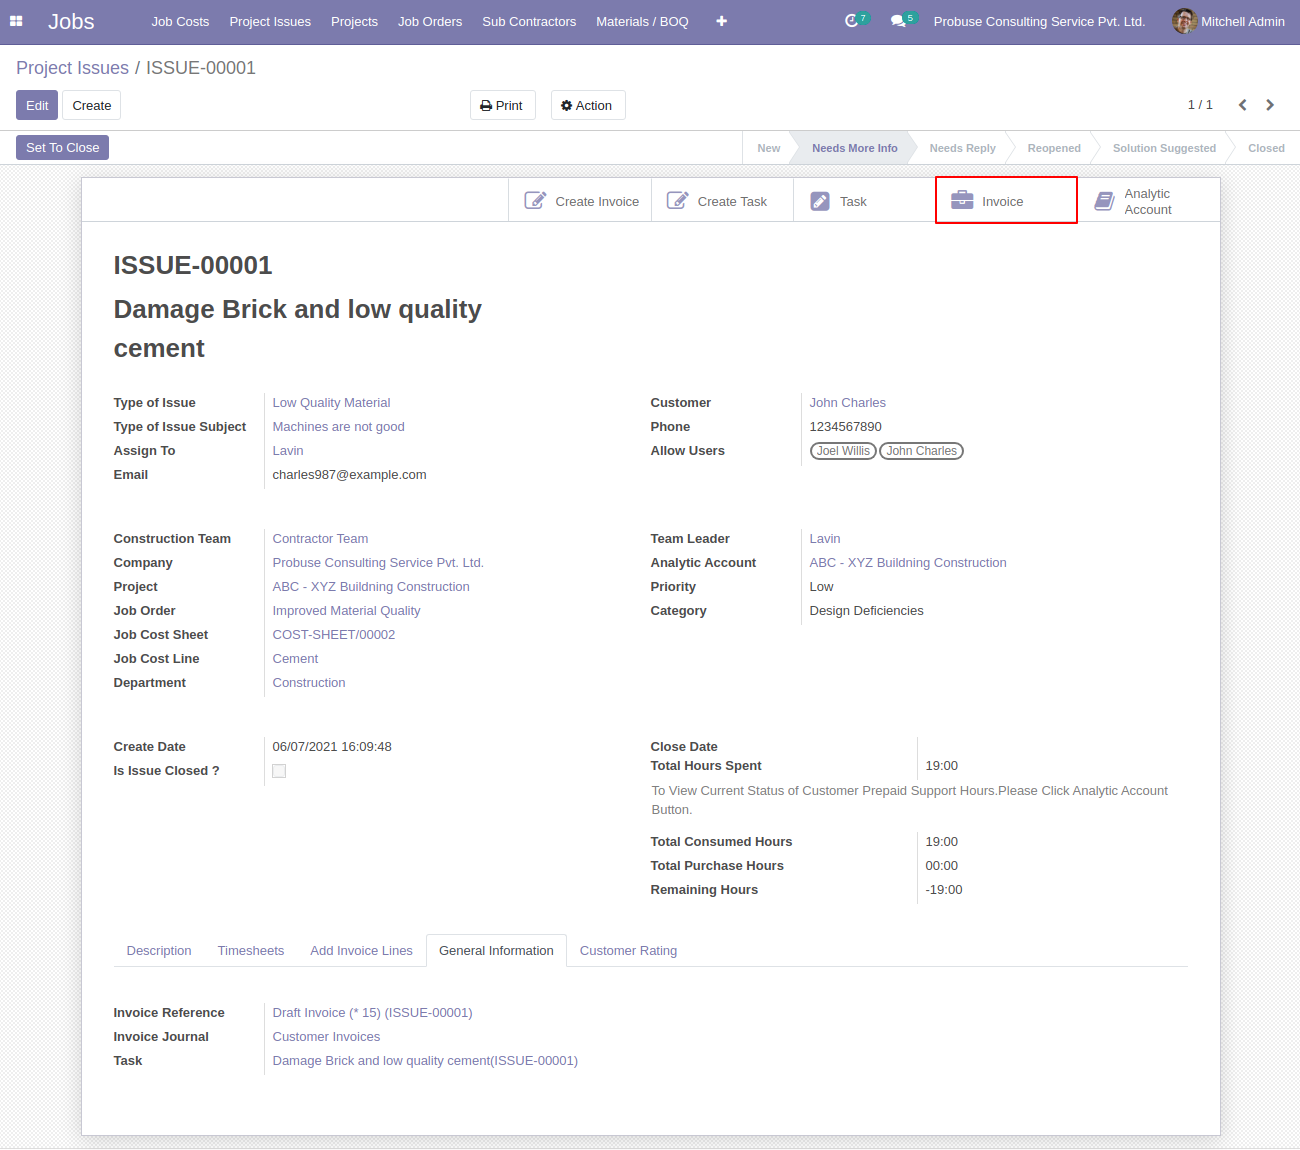 Jobs Job Costs Project Issues Projects Job Orders Sub Contractors Materials / BOQ 7 5 Probuse Consulting Service Pvt. Ltd. Mitchell Admin
Project Issues / ISSUE-00001
Edit Create Print Action 1 / 1
Set To Close New Needs More Info Needs Reply Reopened Solution Suggested Closed
Create Invoice Create Task Task Invoice Analytic
Account
ISSUE-00001
Damage Brick and low quality
cement
Type of Issue Low Quality Material Customer John Charles
Type of Issue Subject Machines are not good Phone 1234567890
Assign To Lavin Allow Users Joel Willis John Charles
Email charles987@example.com
Construction Team Contractor Team Team Leader Lavin
Company Probuse Consulting Service Pvt. Ltd. Analytic Account ABC - XYZ Buildning Construction
Project ABC - XYZ Buildning Construction Priority Low
Job Order Improved Material Quality Category Design Deficiencies
Job Cost Sheet COST-SHEET/00002
Job Cost Line Cement
Department Construction
Create Date 06/07/2021 16:09:48 Close Date
Is Issue Closed ? Total Hours Spent 19:00
To View Current Status of Customer Prepaid Support Hours.Please Click Analytic Account
Button.
Total Consumed Hours 19:00
Total Purchase Hours 00:00
Remaining Hours -19:00
Description Timesheets Add Invoice Lines General Information Customer Rating
Invoice Reference Draft Invoice (* 15) (ISSUE-00001)
Invoice Journal Customer Invoices
Task Damage Brick and low quality cement(ISSUE-00001)